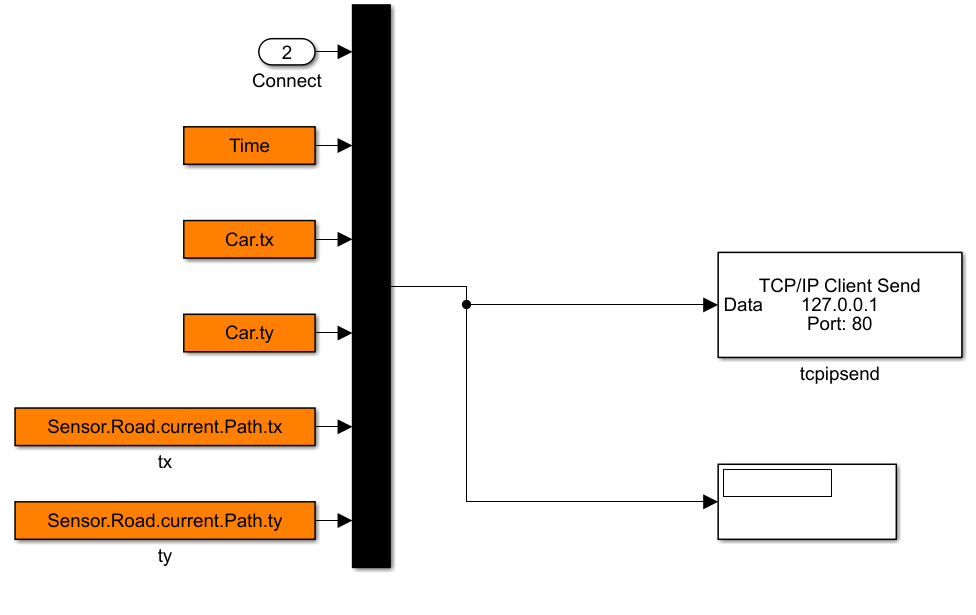 2
Connect
Time
Car.tx
Car.ty
Sensor.Road.current.Path.tx
tx
Sensor.Road.current.Path.ty
ty
TCP/IP Client Send
Data 127.0.0.1
Port: 80
tcpipsend